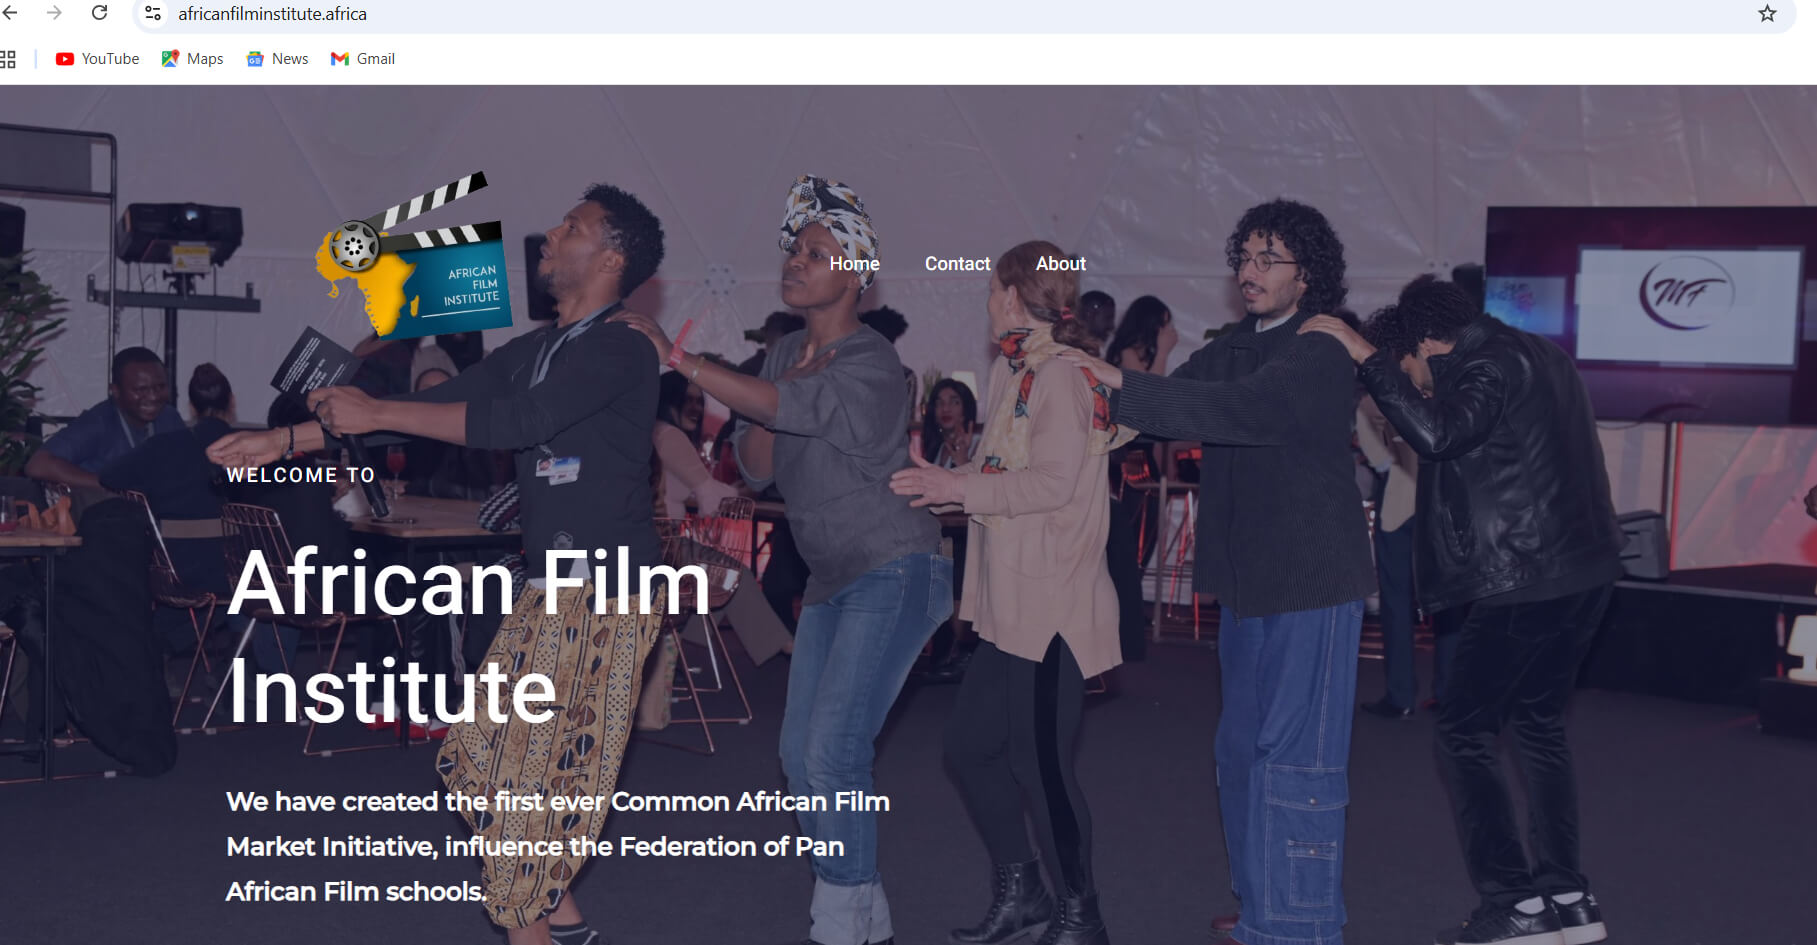 africanfilminstitute.africa
YouTube Maps News Gmail
AFRICAN
FILM
INSTITUTE
Home Contact About
MF
WELCOME TO
African Film
Institute
We have created the first ever Common African Film
Market Initiative, influence the Federation of Pan
African Film schools.